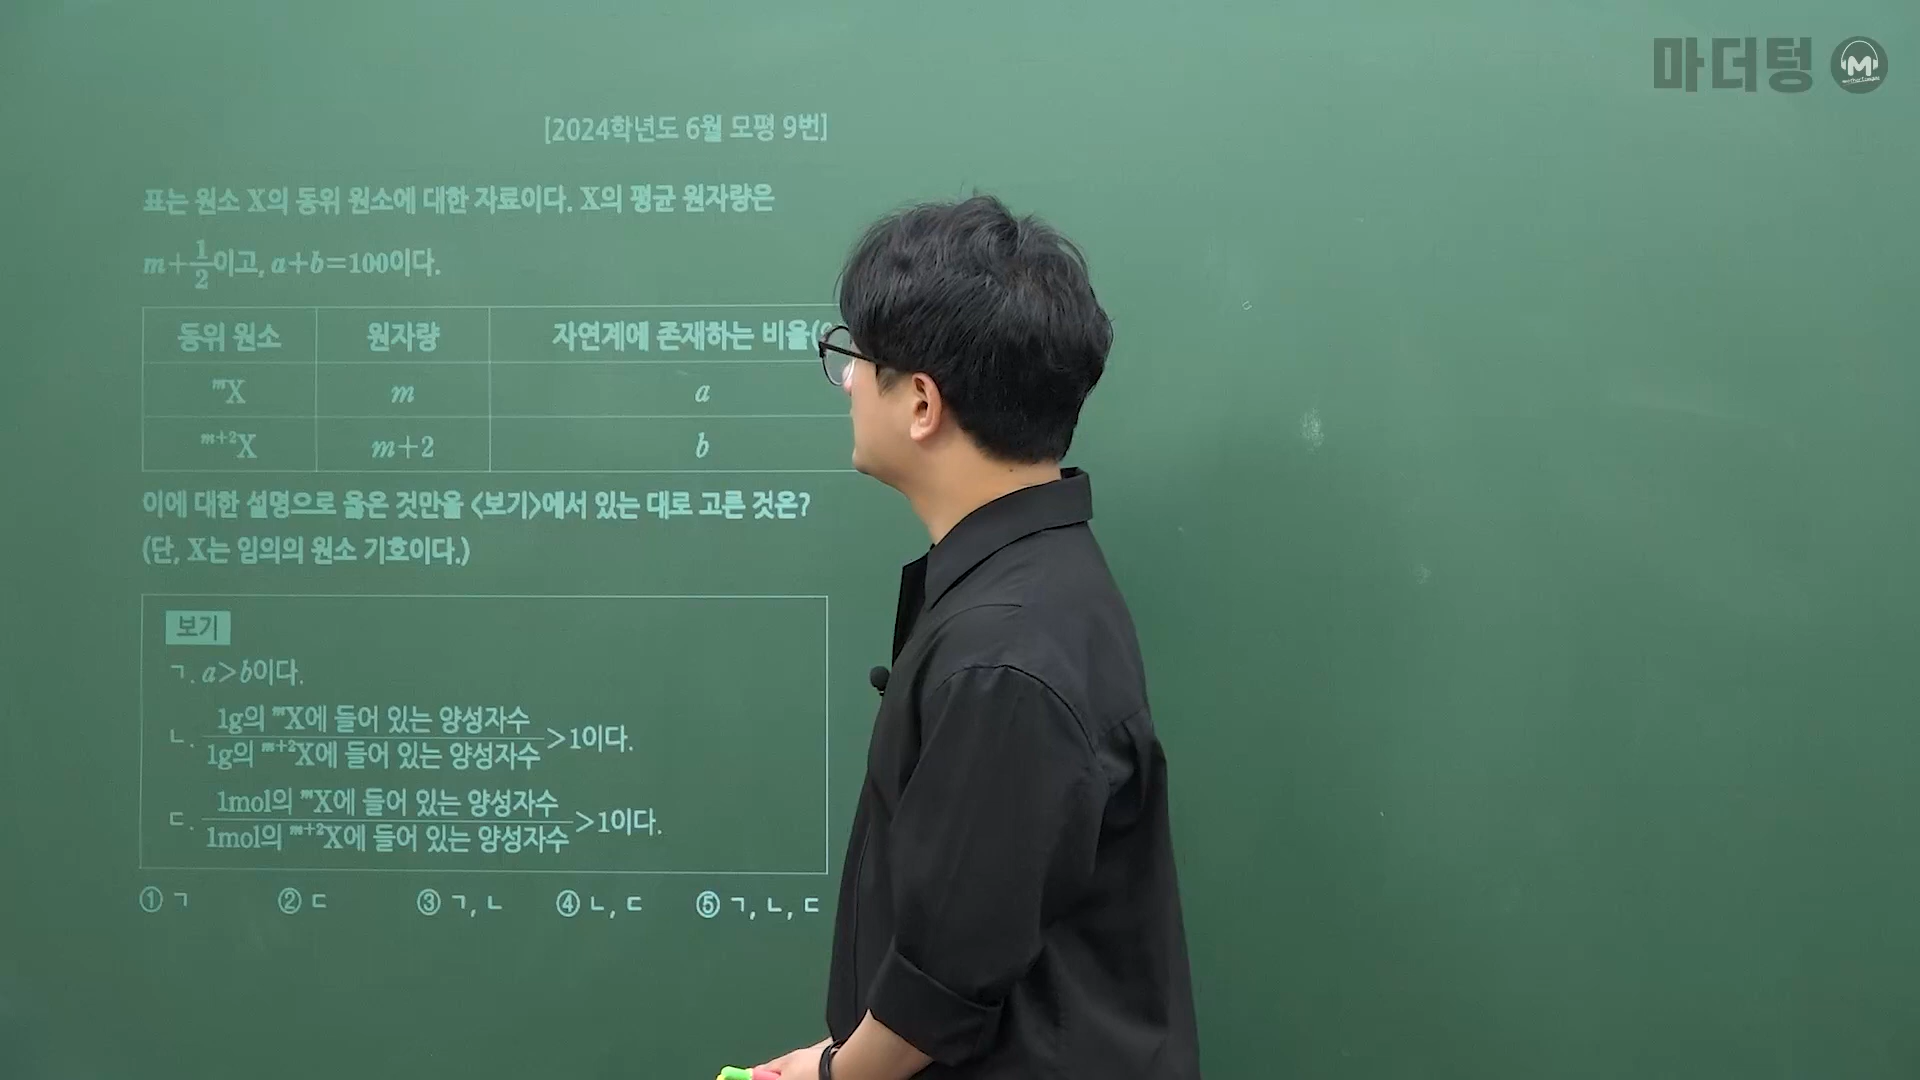 마더텅 M
[2024학년도 6월 모평 9번]
표는 원소 X의 동위 원소에 대한 자료이다. X의 평균 원자량은
m+1/2이고, a+b=100이다.
동위 원소 원자량 자연계에 존재하는 비율(
ᵐX m a
ᵐ⁺²X m+2 b
이에 대한 설명으로 옳은 것만을 <보기>에서 있는 대로 고른 것은?
(단, X는 임의의 원소 기호이다.)
보기
ㄱ. a>b이다.
ㄴ. 1g의 ᵐX에 들어 있는 양성자수 / 1g의 ᵐ⁺²X에 들어 있는 양성자수 >1이다.
ㄷ. 1mol의 ᵐX에 들어 있는 양성자수 / 1mol의 ᵐ⁺²X에 들어 있는 양성자수 >1이다.
① ㄱ ② ㄷ ③ ㄱ, ㄴ ④ ㄴ, ㄷ ⑤ ㄱ, ㄴ, ㄷ